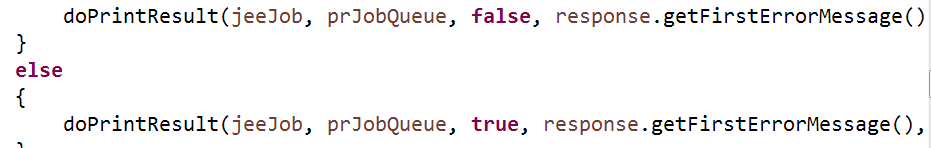 doPrintResult(jeeJob, prJobQueue, false, response.getFirstErrorMessage()
}
else
{
doPrintResult(jeeJob, prJobQueue, true, response.getFirstErrorMessage(),